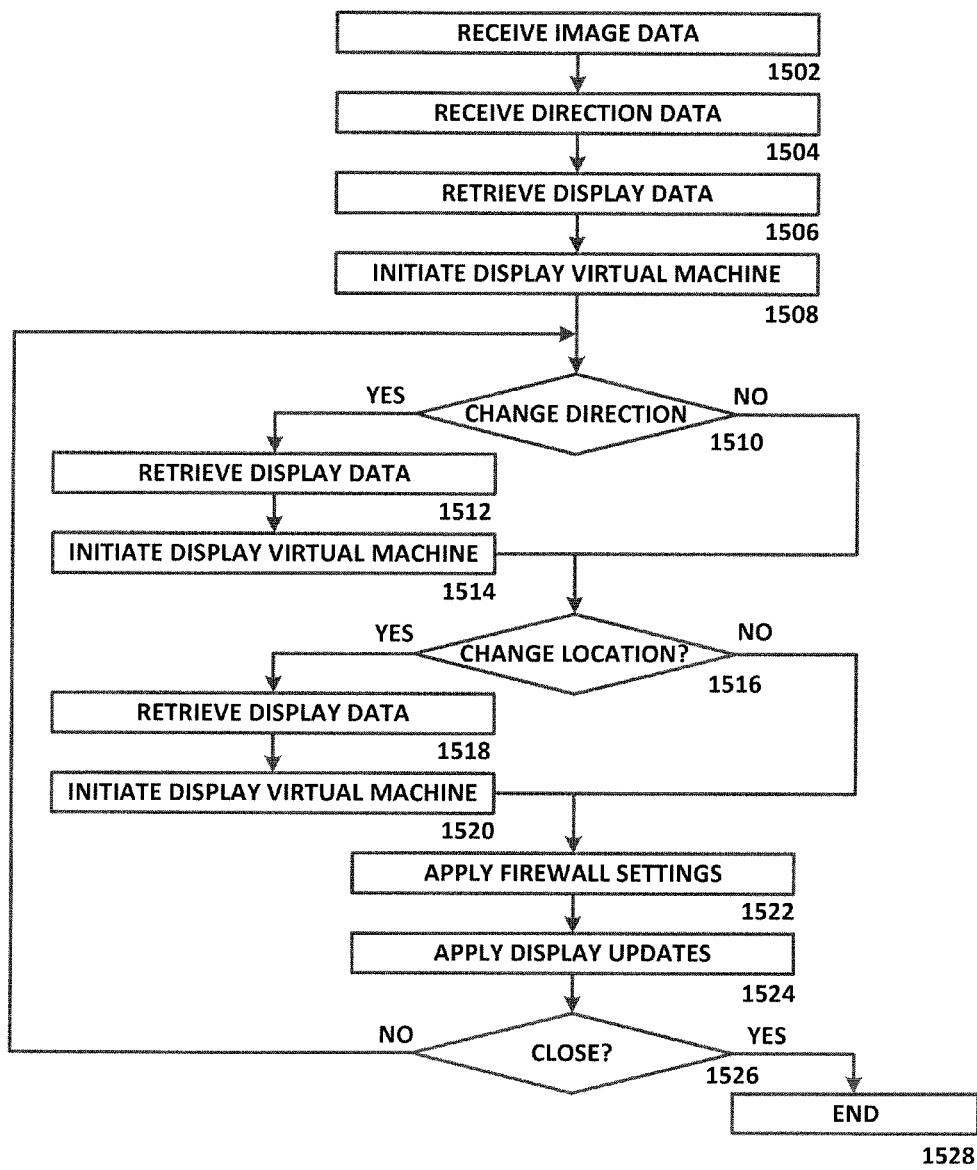 RECEIVE IMAGE DATA
1502
RECEIVE DIRECTION DATA
1504
RETRIEVE DISPLAY DATA
1506
INITIATE DISPLAY VIRTUAL MACHINE
1508
YES
CHANGE DIRECTION
NO
1510
RETRIEVE DISPLAY DATA
1512
INITIATE DISPLAY VIRTUAL MACHINE
1514
YES
CHANGE LOCATION?
NO
1516
RETRIEVE DISPLAY DATA
1518
INITIATE DISPLAY VIRTUAL MACHINE
1520
APPLY FIREWALL SETTINGS
1522
APPLY DISPLAY UPDATES
1524
NO
CLOSE?
YES
1526
END
1528